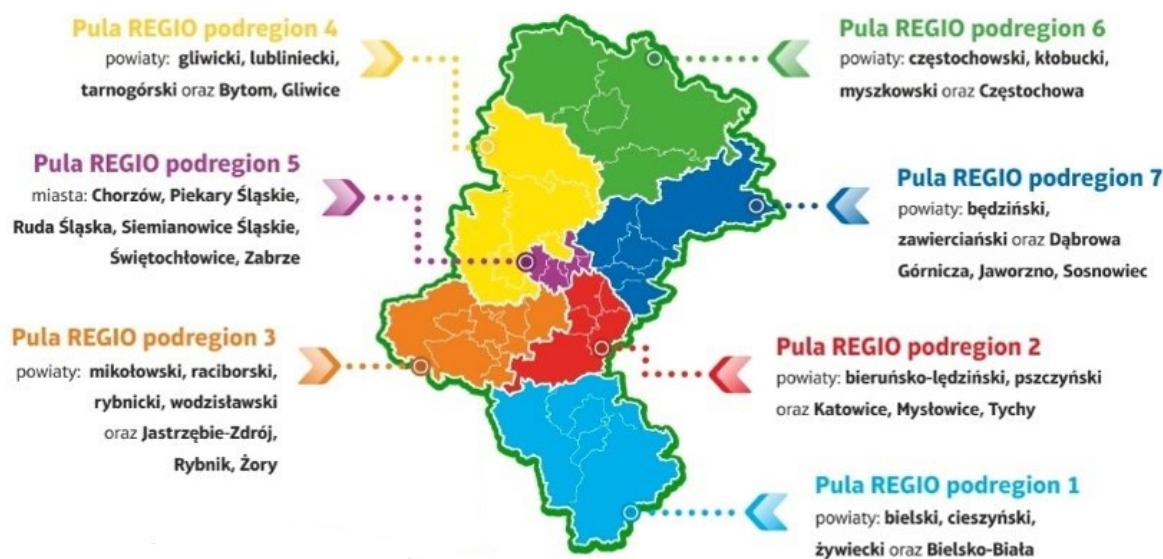 Pula REGIO podregion 4
powiaty: gliwicki, lubliniecki,
tarnogórski oraz Bytom, Gliwice
Pula REGIO podregion 5
miasta: Chorzów, Piekary Śląskie,
Ruda Śląska, Siemianowice Śląskie,
Świętochłowice, Zabrze
Pula REGIO podregion 3
powiaty: mikołowski, raciborski,
rybnicki, wodzisławski
oraz Jastrzębie-Zdrój,
Rybnik, Żory
Pula REGIO podregion 6
powiaty: częstochowski, kłobucki,
myszkowski oraz Częstochowa
Pula REGIO podregion 7
powiaty: będziński,
zawierciański oraz Dąbrowa
Górnicza, Jaworzno, Sosnowiec
Pula REGIO podregion 2
powiaty: bieruńsko-lędziński, pszczyński
oraz Katowice, Mysłowice, Tychy
Pula REGIO podregion 1
powiaty: bielski, cieszyński,
żywiecki oraz Bielsko-Biała